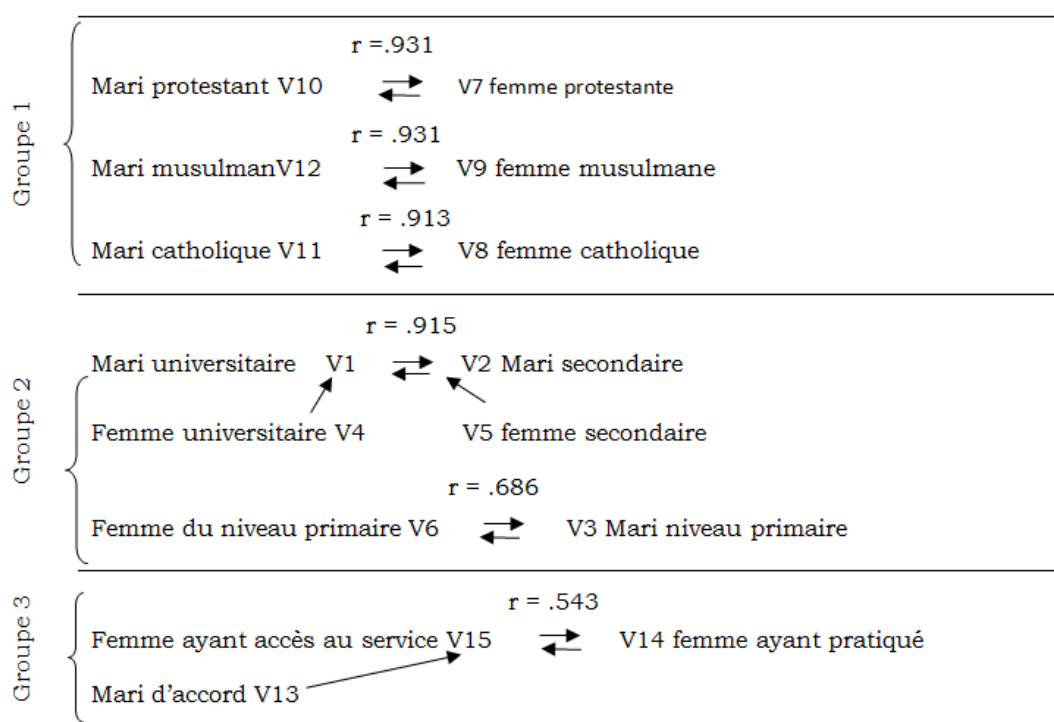 Groupe 1
r =.931
Mari protestant V10 V7 femme protestante
r = .931
Mari musulmanV12 V9 femme musulmane
r = .913
Mari catholique V11 V8 femme catholique
Groupe 2
r = .915
Mari universitaire V1 V2 Mari secondaire
Femme universitaire V4 V5 femme secondaire
r = .686
Femme du niveau primaire V6 V3 Mari niveau primaire
Groupe 3
r = .543
Femme ayant accès au service V15 V14 femme ayant pratiqué
Mari d’accord V13